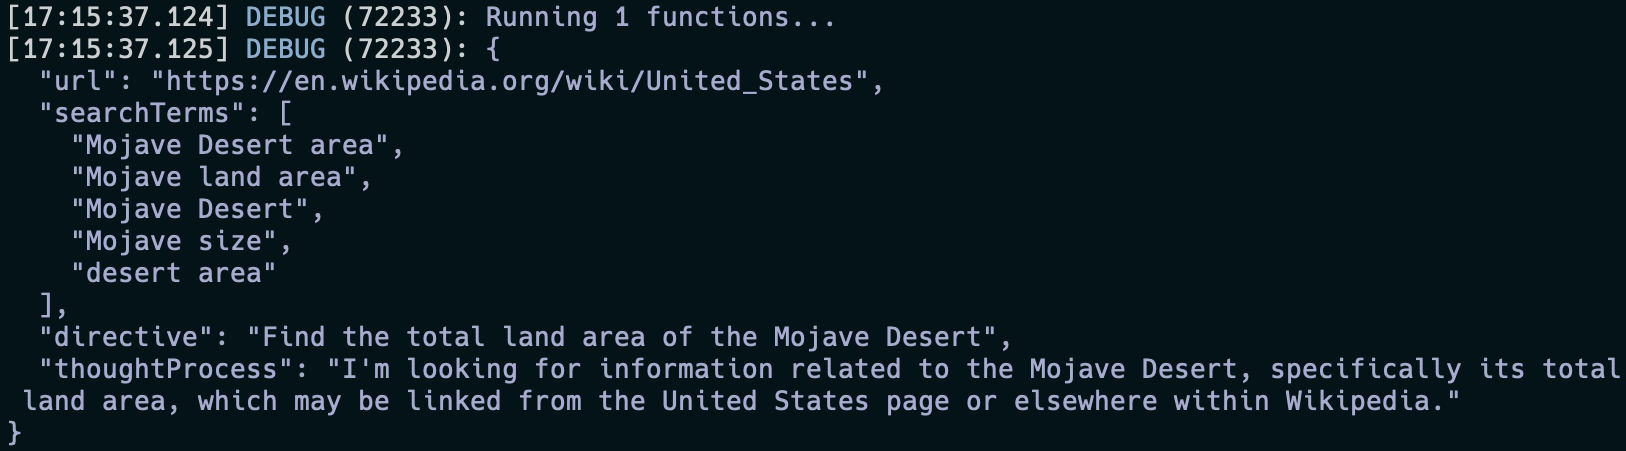 [17:15:37.124] DEBUG (72233): Running 1 functions...
[17:15:37.125] DEBUG (72233): {
  "url": "https://en.wikipedia.org/wiki/United_States",
  "searchTerms": [
    "Mojave Desert area",
    "Mojave land area",
    "Mojave Desert",
    "Mojave size",
    "desert area"
  ],
  "directive": "Find the total land area of the Mojave Desert",
  "thoughtProcess": "I'm looking for information related to the Mojave Desert, specifically its total
 land area, which may be linked from the United States page or elsewhere within Wikipedia."
}